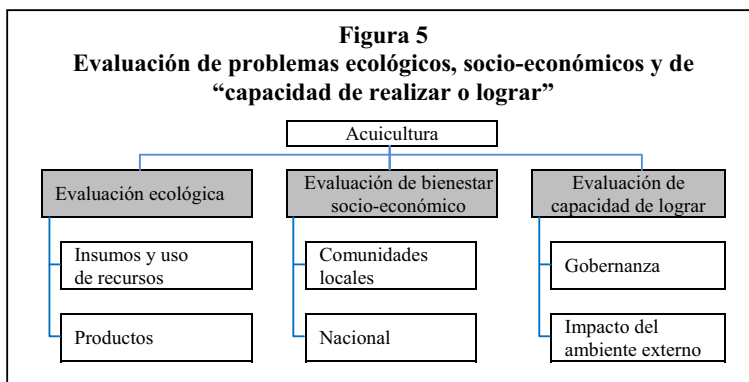 Figura 5
Evaluación de problemas ecológicos, socio-económicos y de
“capacidad de realizar o lograr”
Acuicultura
Evaluación ecológica
Evaluación de bienestar
socio-económico
Evaluación de
capacidad de lograr
Insumos y uso
de recursos
Comunidades
locales
Gobernanza
Productos
Nacional
Impacto del
ambiente externo